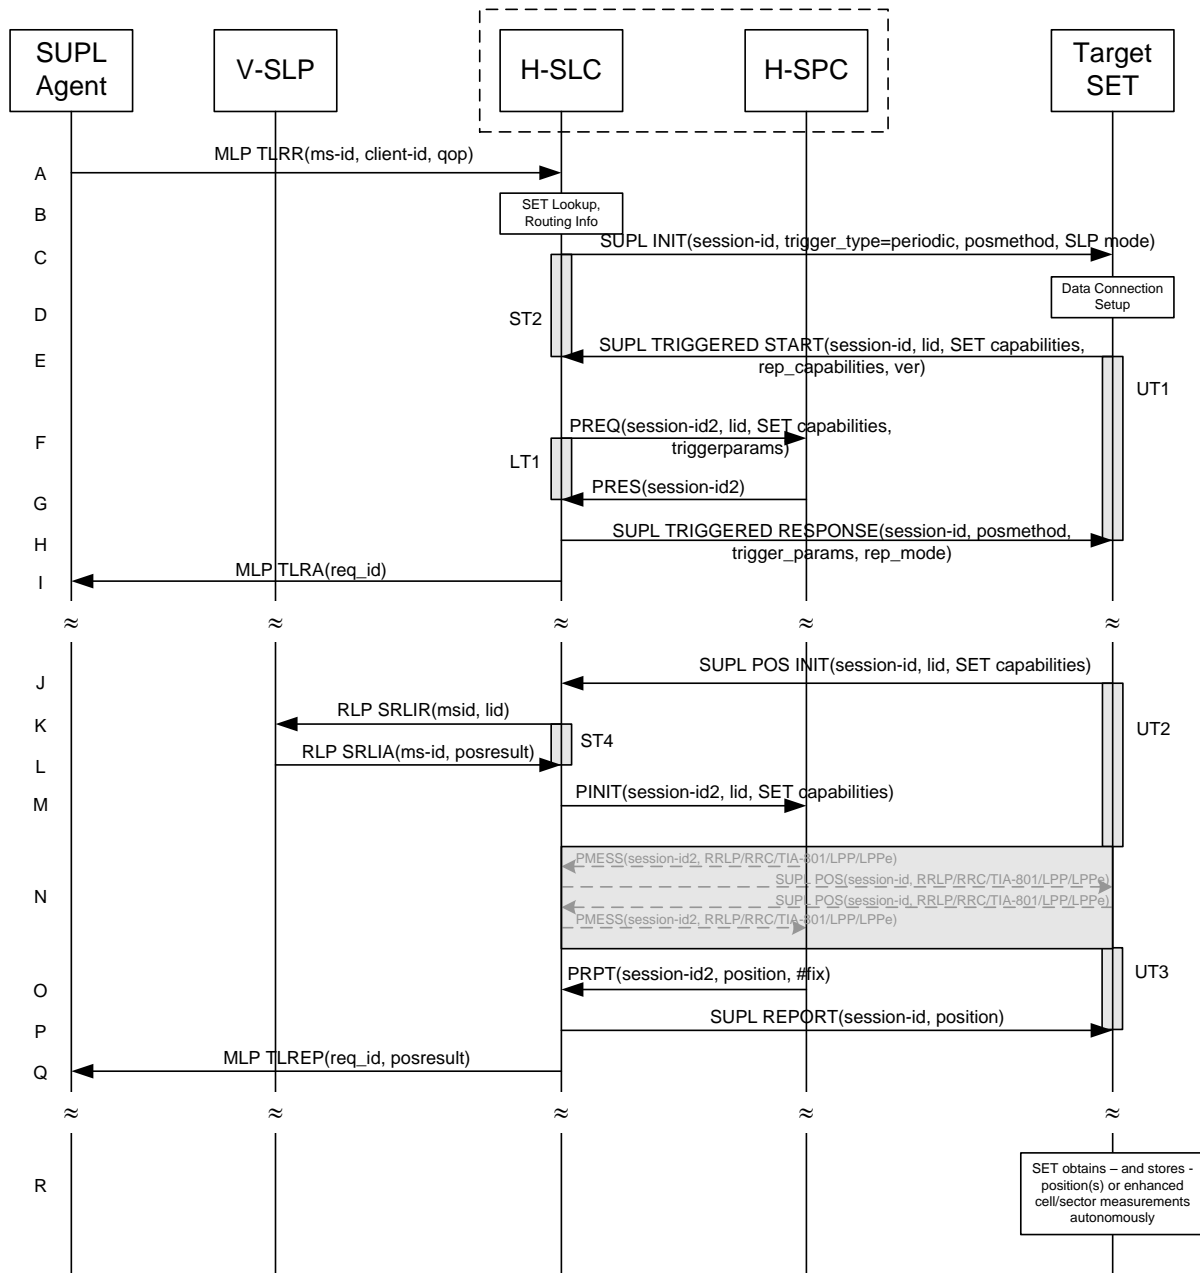 SUPL
Agent
V-SLP
H-SLC
H-SPC
Target
SET
MLP TLRR(ms-id, client-id, qop)
A
SET Lookup,
Routing Info
B
SUPL INIT(session-id, trigger_type=periodic, posmethod, SLP mode)
C
Data Connection
Setup
D
ST2
SUPL TRIGGERED START(session-id, lid, SET capabilities,
rep_capabilities, ver)
E
UT1
PREQ(session-id2, lid, SET capabilities,
triggerparams)
F
LT1
PRES(session-id2)
G
SUPL TRIGGERED RESPONSE(session-id, posmethod,
trigger_params, rep_mode)
H
MLP TLRA(req_id)
I
≈ ≈ ≈ ≈ ≈
SUPL POS INIT(session-id, lid, SET capabilities)
J
RLP SRLIR(msid, lid)
K
ST4
UT2
RLP SRLIA(ms-id, posresult)
L
PINIT(session-id2, lid, SET capabilities)
M
PMESS(session-id2, RRLP/RRC/TIA-801/LPP/LPPe)
SUPL POS(session-id, RRLP/RRC/TIA-801/LPP/LPPe)
N
SUPL POS(session-id, RRLP/RRC/TIA-801/LPP/LPPe)
PMESS(session-id2, RRLP/RRC/TIA-801/LPP/LPPe)
PRPT(session-id2, position, #fix)
UT3
O
SUPL REPORT(session-id, position)
P
MLP TLREP(req_id, posresult)
Q
≈ ≈ ≈ ≈ ≈
R
SET obtains – and stores -
position(s) or enhanced
cell/sector measurements
autonomously